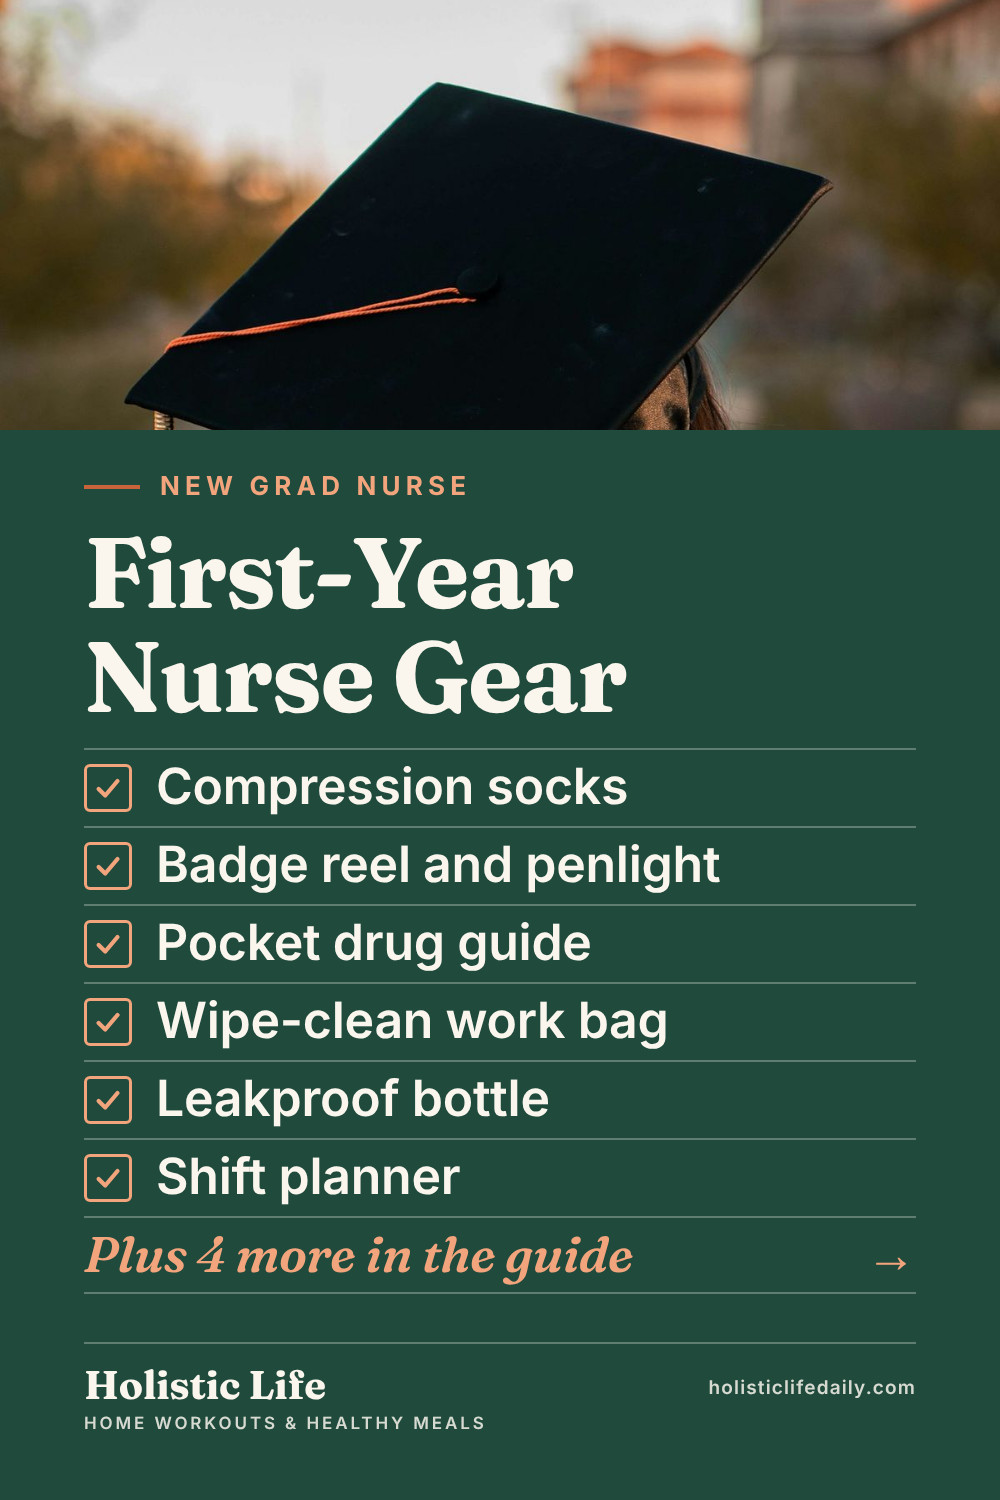 NEW GRAD NURSE
First-Year
Nurse Gear
Compression socks
Badge reel and penlight
Pocket drug guide
Wipe-clean work bag
Leakproof bottle
Shift planner
Plus 4 more in the guide →
Holistic Life
holisticlifedaily.com
HOME WORKOUTS & HEALTHY MEALS